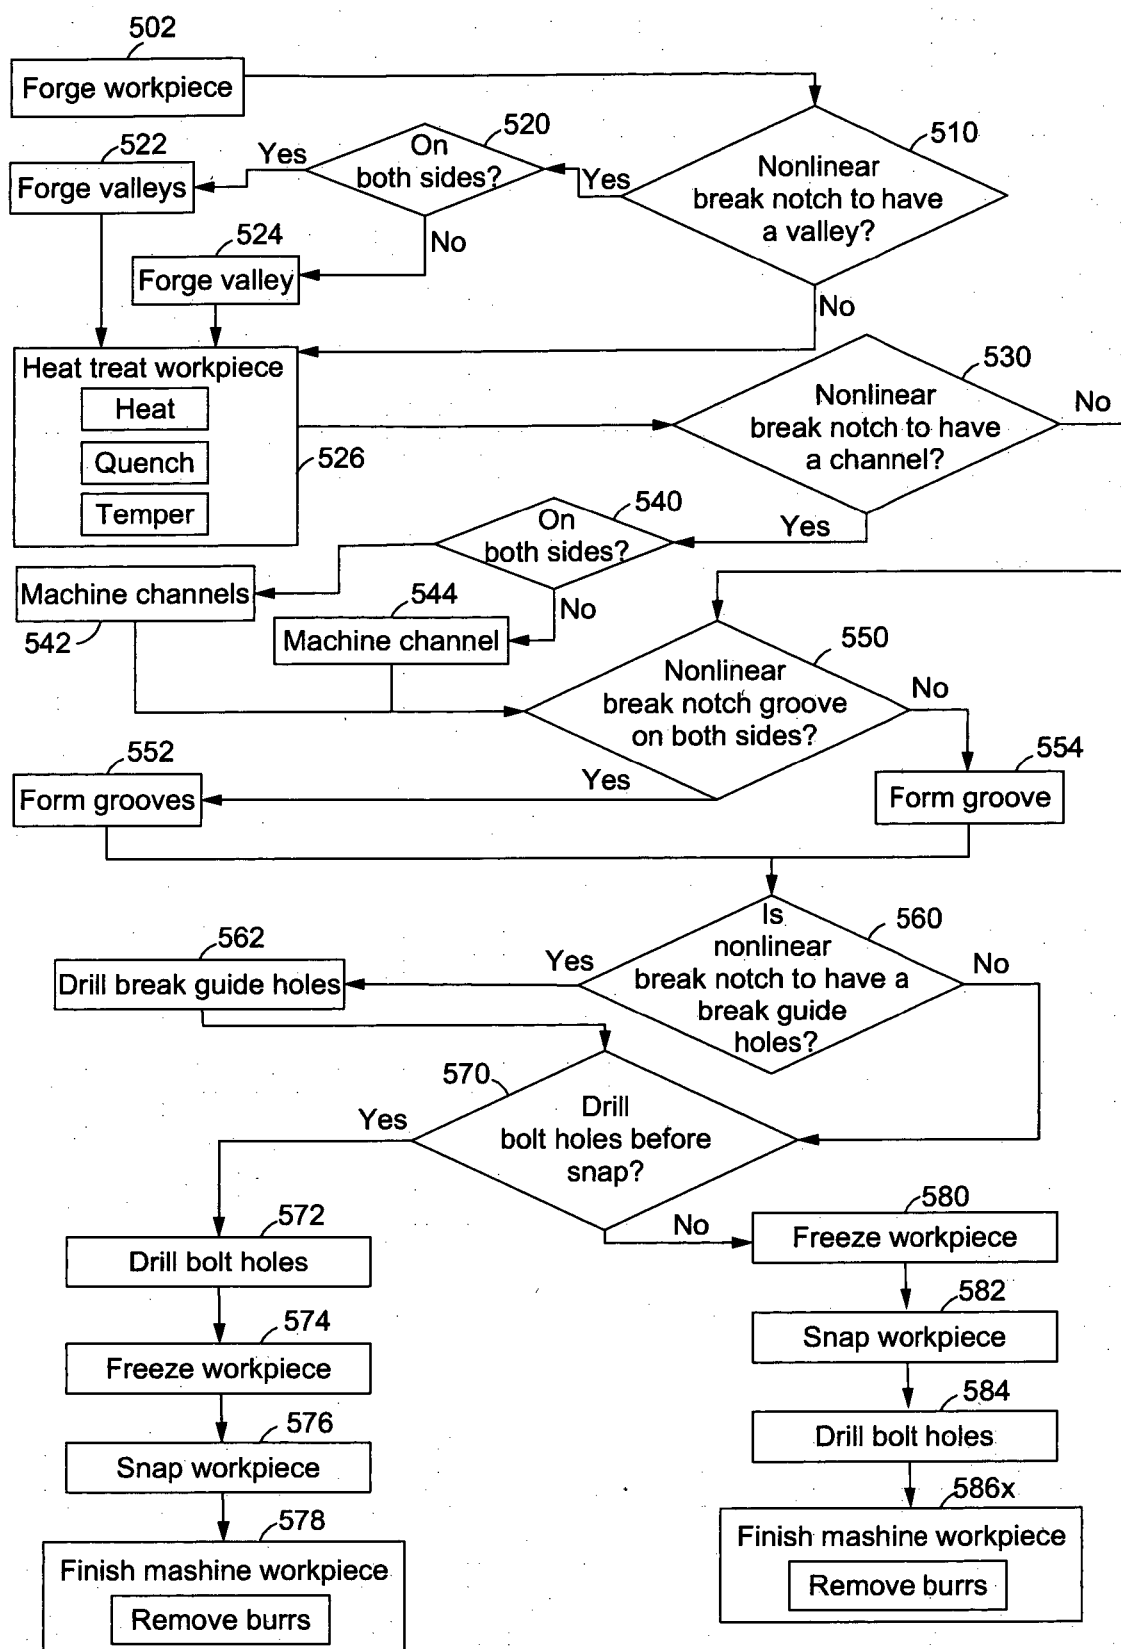 502
Forge workpiece
510
Nonlinear
break notch to have
a valley?
Yes
No
520
On
both sides?
Yes
No
522
Forge valleys
524
Forge valley
Heat treat workpiece
Heat
Quench
Temper
526
530
Nonlinear
break notch to have
a channel?
No
Yes
540
On
both sides?
No
Machine channels
542
544
Machine channel
550
Nonlinear
break notch groove
on both sides?
No
Yes
552
Form grooves
554
Form groove
560
Is
nonlinear
break notch to have a
break guide
holes?
Yes
No
562
Drill break guide holes
570
Drill
bolt holes before
snap?
Yes
No
572
Drill bolt holes
574
Freeze workpiece
576
Snap workpiece
578
Finish mashine workpiece
Remove burrs
580
Freeze workpiece
582
Snap workpiece
584
Drill bolt holes
586x
Finish mashine workpiece
Remove burrs